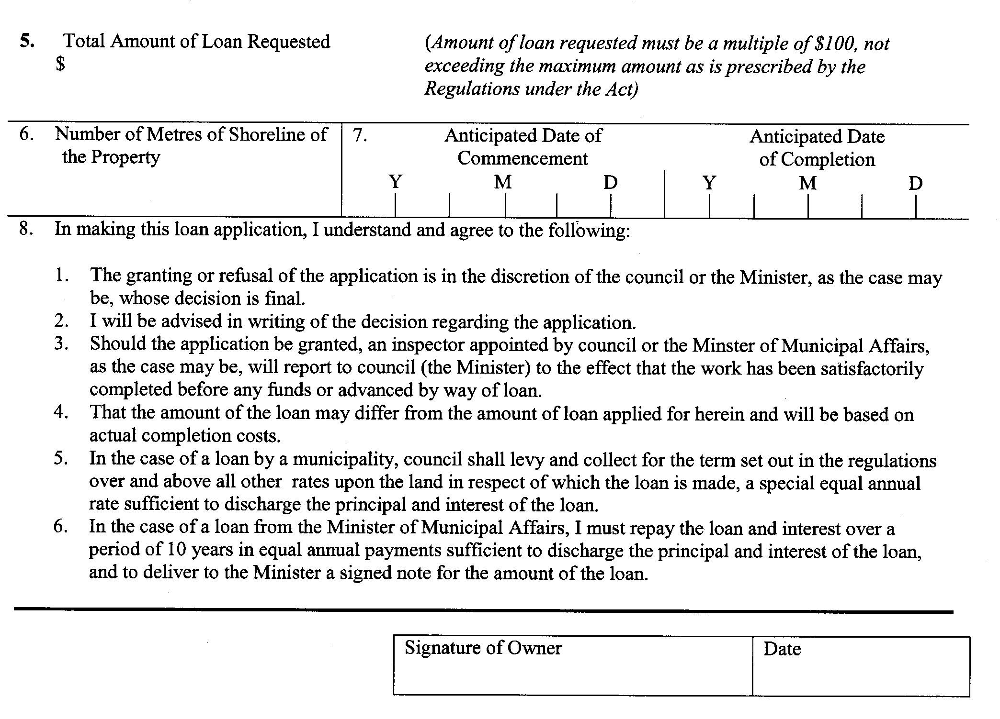 5. Total Amount of Loan Requested (Amount of loan requested must be a multiple of $100, not
$ exceeding the maximum amount as is prescribed by the
Regulations under the Act)
6. Number of Metres of Shoreline of 7. Anticipated Date of Anticipated Date
the Property Commencement of Completion
Y M D Y M D
8. In making this loan application, I understand and agree to the following:
1. The granting or refusal of the application is in the discretion of the council or the Minister, as the case may
be, whose decision is final.
2. I will be advised in writing of the decision regarding the application.
3. Should the application be granted, an inspector appointed by council or the Minster of Municipal Affairs,
as the case may be, will report to council (the Minister) to the effect that the work has been satisfactorily
completed before any funds or advanced by way of loan.
4. That the amount of the loan may differ from the amount of loan applied for herein and will be based on
actual completion costs.
5. In the case of a loan by a municipality, council shall levy and collect for the term set out in the regulations
over and above all other rates upon the land in respect of which the loan is made, a special equal annual
rate sufficient to discharge the principal and interest of the loan.
6. In the case of a loan from the Minister of Municipal Affairs, I must repay the loan and interest over a
period of 10 years in equal annual payments sufficient to discharge the principal and interest of the loan,
and to deliver to the Minister a signed note for the amount of the loan.
Signature of Owner Date